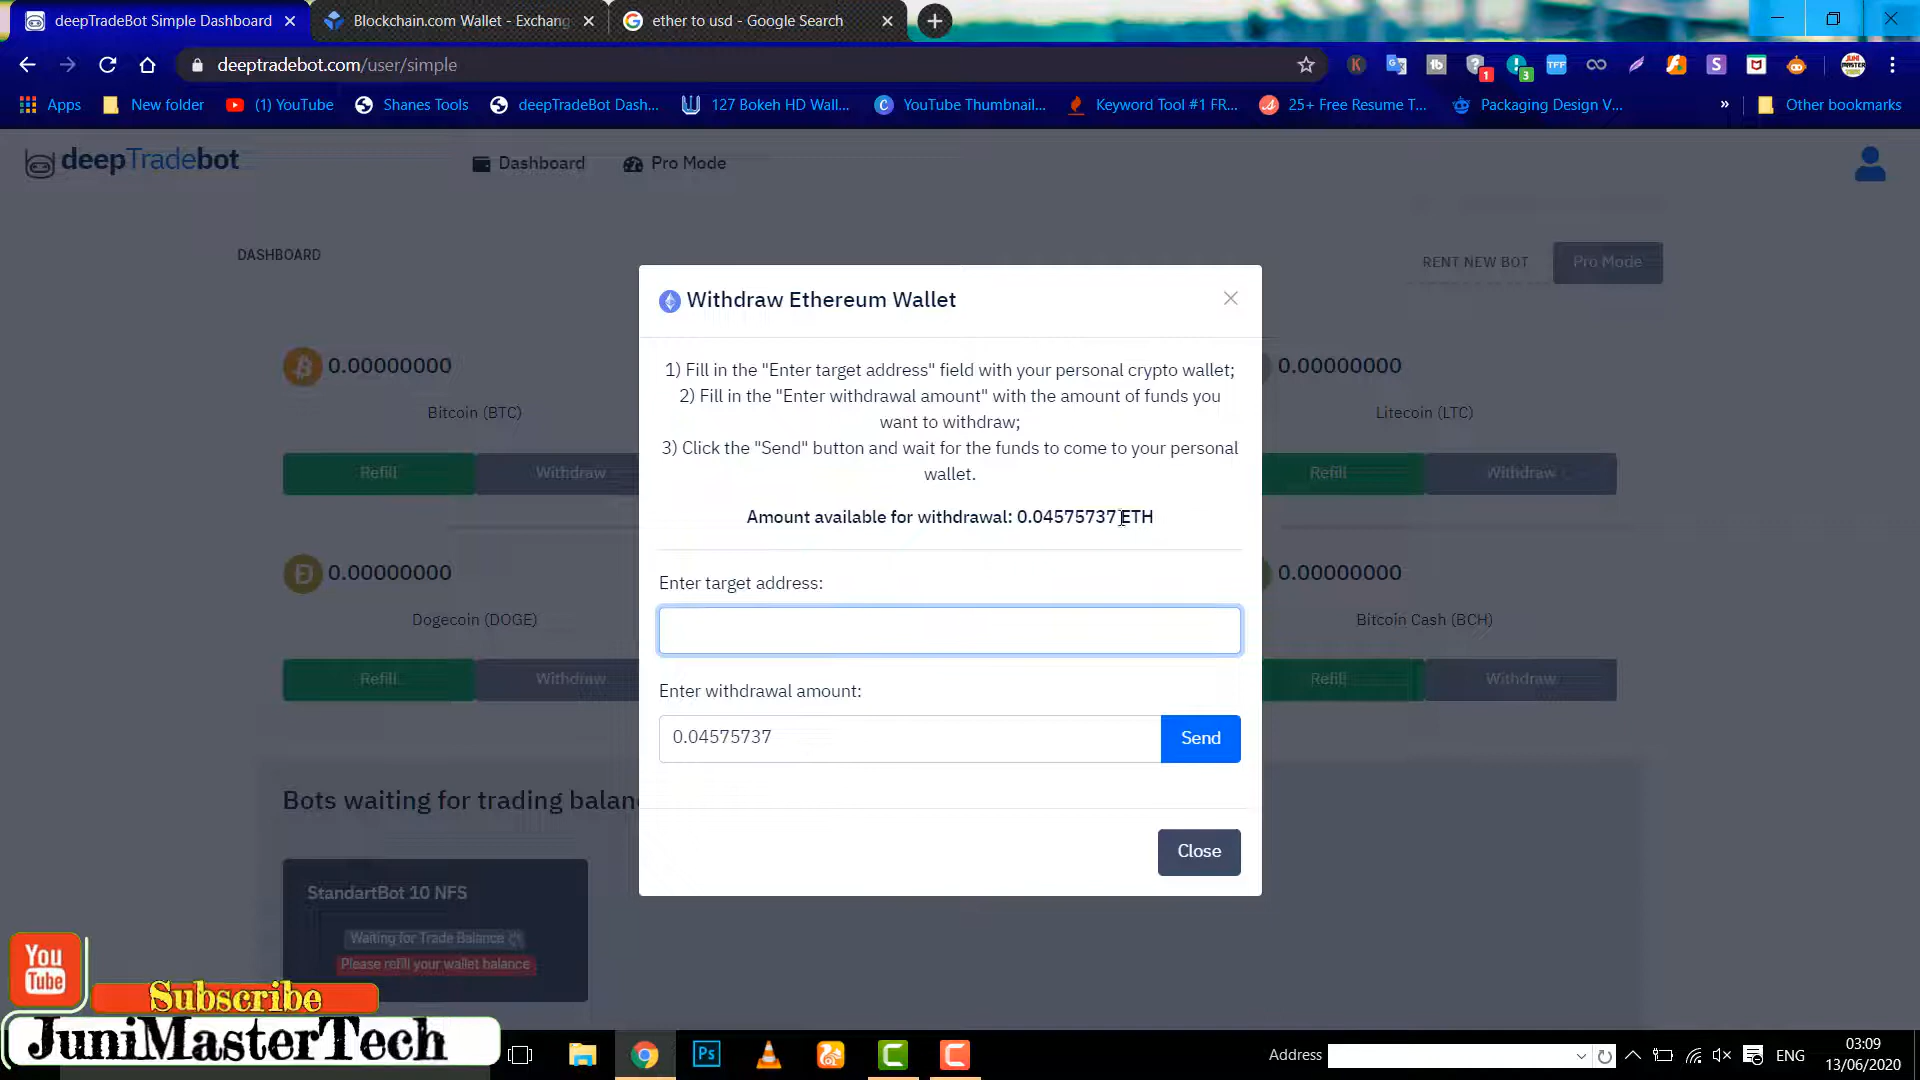 deepTradeBot Simple Dashboard
Blockchain.com Wallet - Exchang
ether to usd - Google Search
deeptradebot.com/user/simple
Apps
New folder
(1) YouTube
Shanes Tools
deepTradeBot Dash...
127 Bokeh HD Wall...
YouTube Thumbnail...
Keyword Tool #1 FR...
25+ Free Resume T...
Packaging Design V...
»
Other bookmarks
deepTradebot
Dashboard
Pro Mode
DASHBOARD
RENT NEW BOT
Pro Mode
Withdraw Ethereum Wallet
1) Fill in the "Enter target address" field with your personal crypto wallet;
2) Fill in the "Enter withdrawal amount" with the amount of funds you
want to withdraw;
3) Click the "Send" button and wait for the funds to come to your personal
wallet.
Amount available for withdrawal: 0.04575737 ETH
Enter target address:
Enter withdrawal amount:
0.04575737
Send
Close
0.00000000
Bitcoin (BTC)
Refill
Withdraw
0.00000000
Litecoin (LTC)
Refill
Withdraw
0.00000000
Dogecoin (DOGE)
Refill
Withdraw
0.00000000
Bitcoin Cash (BCH)
Refill
Withdraw
Bots waiting for trading balan
StandartBot 10 NFS
Waiting for Trade Balance
Please refill your wallet balance
You
Tube
Subscribe
JuniMasterTech
Ps
Address
ENG
03:09
13/06/2020